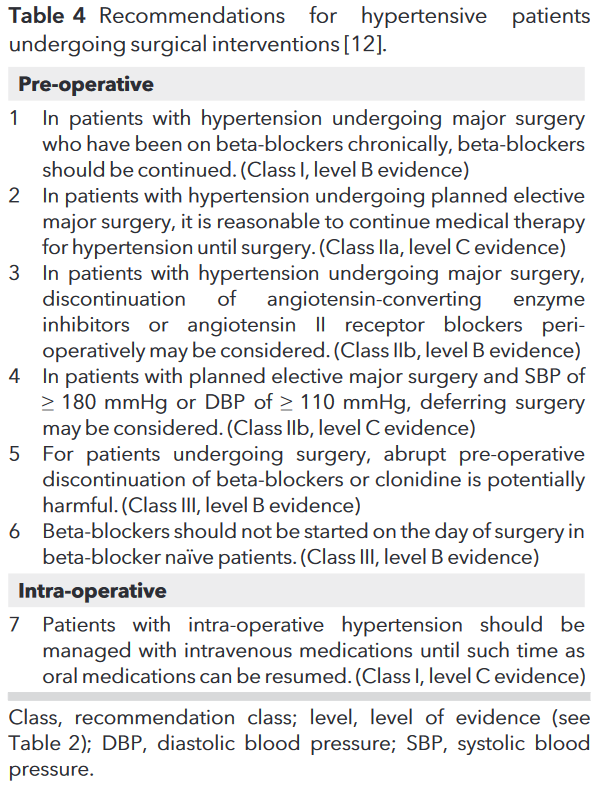 Table 4 Recommendations for hypertensive patients
undergoing surgical interventions [12].
Pre-operative
1 In patients with hypertension undergoing major surgery
who have been on beta-blockers chronically, beta-blockers
should be continued. (Class I, level B evidence)
2 In patients with hypertension undergoing planned elective
major surgery, it is reasonable to continue medical therapy
for hypertension until surgery. (Class IIa, level C evidence)
3 In patients with hypertension undergoing major surgery,
discontinuation of angiotensin-converting enzyme
inhibitors or angiotensin II receptor blockers peri-
operatively may be considered. (Class IIb, level B evidence)
4 In patients with planned elective major surgery and SBP of
≥ 180 mmHg or DBP of ≥ 110 mmHg, deferring surgery
may be considered. (Class IIb, level C evidence)
5 For patients undergoing surgery, abrupt pre-operative
discontinuation of beta-blockers or clonidine is potentially
harmful. (Class III, level B evidence)
6 Beta-blockers should not be started on the day of surgery in
beta-blocker naïve patients. (Class III, level B evidence)
Intra-operative
7 Patients with intra-operative hypertension should be
managed with intravenous medications until such time as
oral medications can be resumed. (Class I, level C evidence)
Class, recommendation class; level, level of evidence (see
Table 2); DBP, diastolic blood pressure; SBP, systolic blood
pressure.